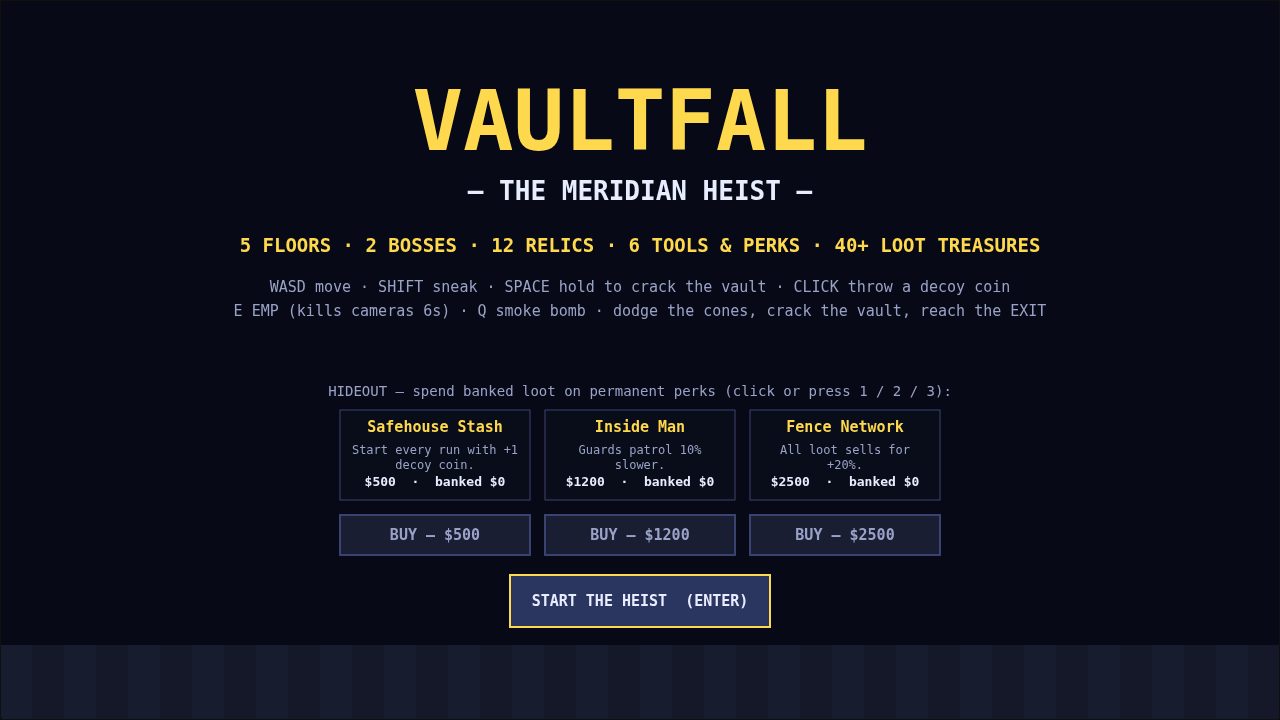 VAULTFALL
— THE MERIDIAN HEIST —
5 FLOORS · 2 BOSSES · 12 RELICS · 6 TOOLS & PERKS · 40+ LOOT TREASURES
WASD move · SHIFT sneak · SPACE hold to crack the vault · CLICK throw a decoy coin
E EMP (kills cameras 6s) · Q smoke bomb · dodge the cones, crack the vault, reach the EXIT
HIDEOUT — spend banked loot on permanent perks (click or press 1 / 2 / 3):
Safehouse Stash
Start every run with +1
decoy coin.
$500 · banked $0
BUY — $500
Inside Man
Guards patrol 10%
slower.
$1200 · banked $0
BUY — $1200
Fence Network
All loot sells for
+20%.
$2500 · banked $0
BUY — $2500
START THE HEIST (ENTER)